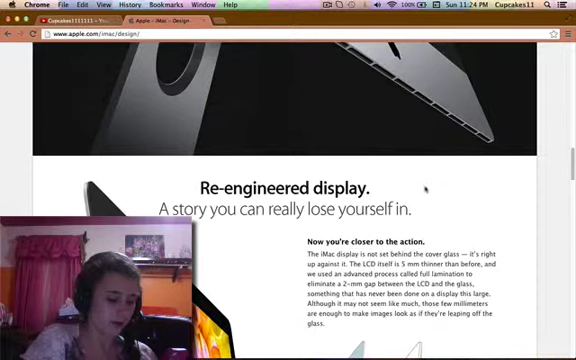 Chrome File Edit View History Bookmarks Window Help 100% Sun 11:24 PM Cupcakes11
Cupcakes1111111 – You Apple - iMac - Design
www.apple.com/imac/design/
Re-engineered display.
A story you can really lose yourself in.
Now you're closer to the action.
The iMac display is not set behind the cover glass — it's right
up against it. The LCD itself is 5 mm thinner than before, and
we used an advanced process called full lamination to
eliminate a 2-mm gap between the LCD and the glass,
something that has never been done on a display this large.
Although it may not seem like much, those few millimeters
are enough to make images look as if they're leaping off the
glass.